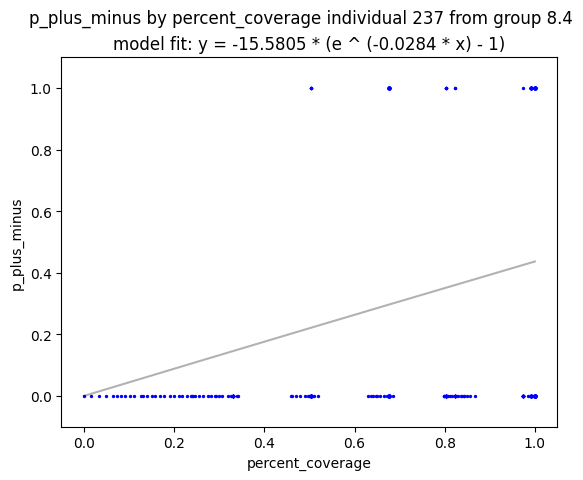 p_plus_minus by percent_coverage individual 237 from group 8.4
model fit: y = -15.5805 * (e ^ (-0.0284 * x) - 1)
1.0
0.8
0.6
0.4
0.2
0.0
p_plus_minus
0.0 0.2 0.4 0.6 0.8 1.0
percent_coverage